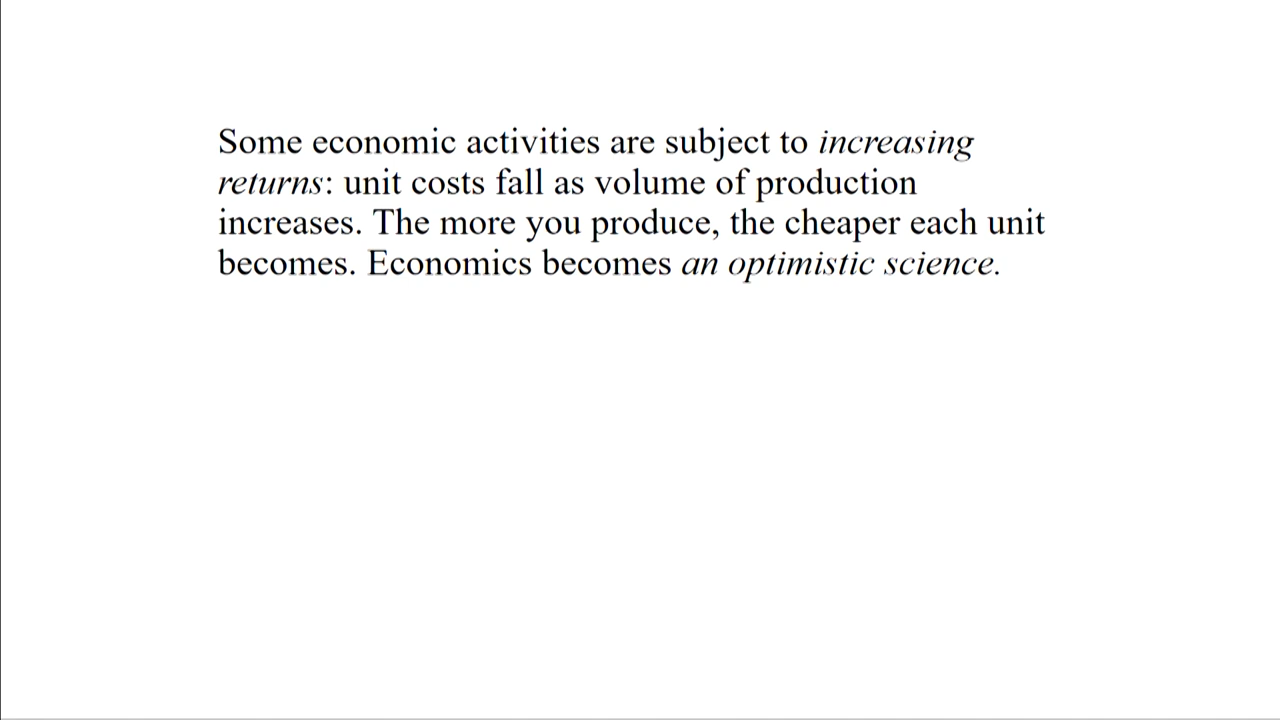 Some economic activities are subject to increasing
returns: unit costs fall as volume of production
increases. The more you produce, the cheaper each unit
becomes. Economics becomes an optimistic science.